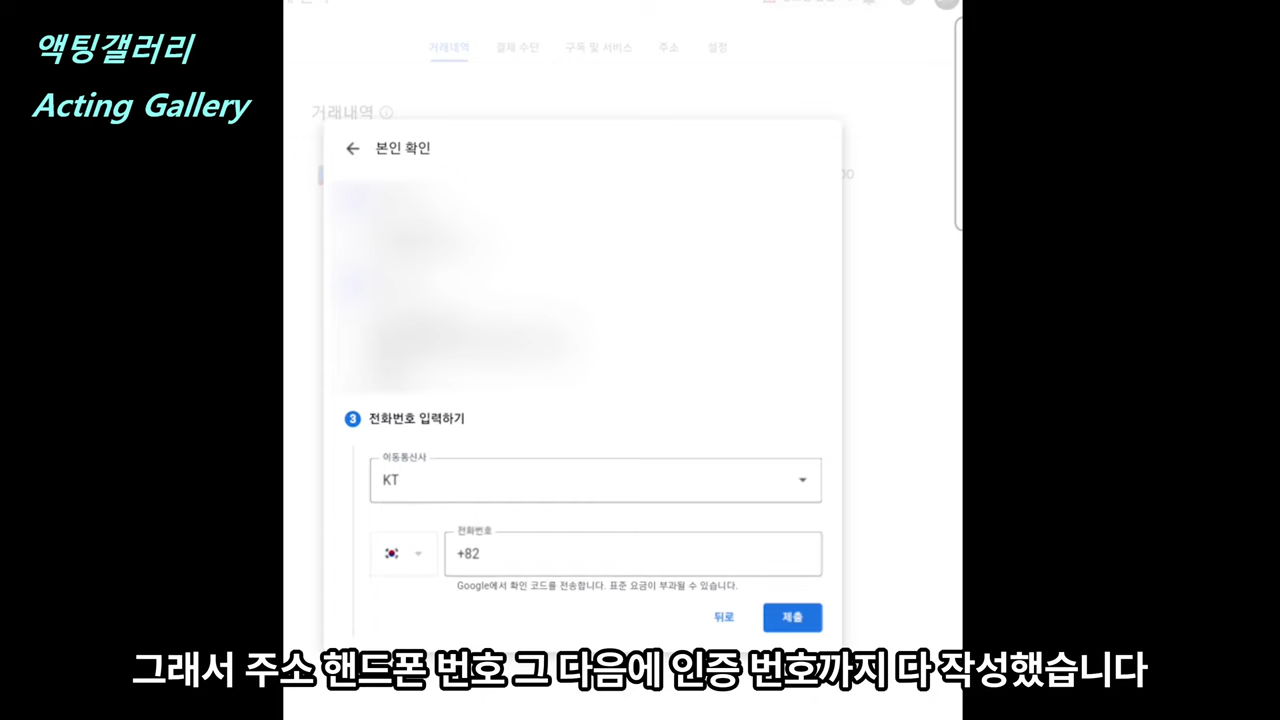 액팅갤러리
Acting Gallery
거래내역 결제 수단 구독 및 서비스 주소 설정
거래내역
본인 확인
3 전화번호 입력하기
이동통신사
KT
전화번호
+82
Google에서 확인 코드를 전송합니다. 표준 요금이 부과될 수 있습니다.
뒤로 제출
그래서 주소 핸드폰 번호 그 다음에 인증 번호까지 다 작성했습니다